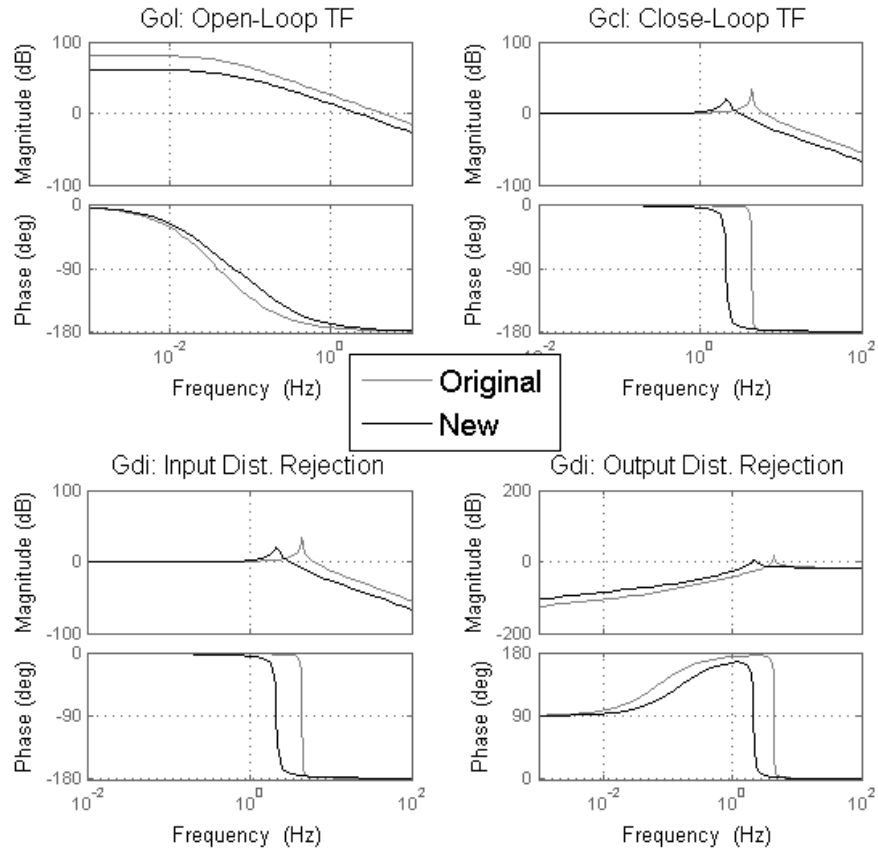 Gol: Open-Loop TF
Magnitude (dB)
100
0
-100
Phase (deg)
0
-90
-180
10^-2
10^0
Frequency (Hz)
Gcl: Close-Loop TF
Magnitude (dB)
100
0
-100
Phase (deg)
0
-90
-180
10^-2
10^0
10^2
Frequency (Hz)
Original
New
Gdi: Input Dist. Rejection
Magnitude (dB)
100
0
-100
Phase (deg)
0
-90
-180
10^-2
10^0
10^2
Frequency (Hz)
Gdi: Output Dist. Rejection
Magnitude (dB)
200
0
-200
Phase (deg)
180
90
0
10^-2
10^0
10^2
Frequency (Hz)